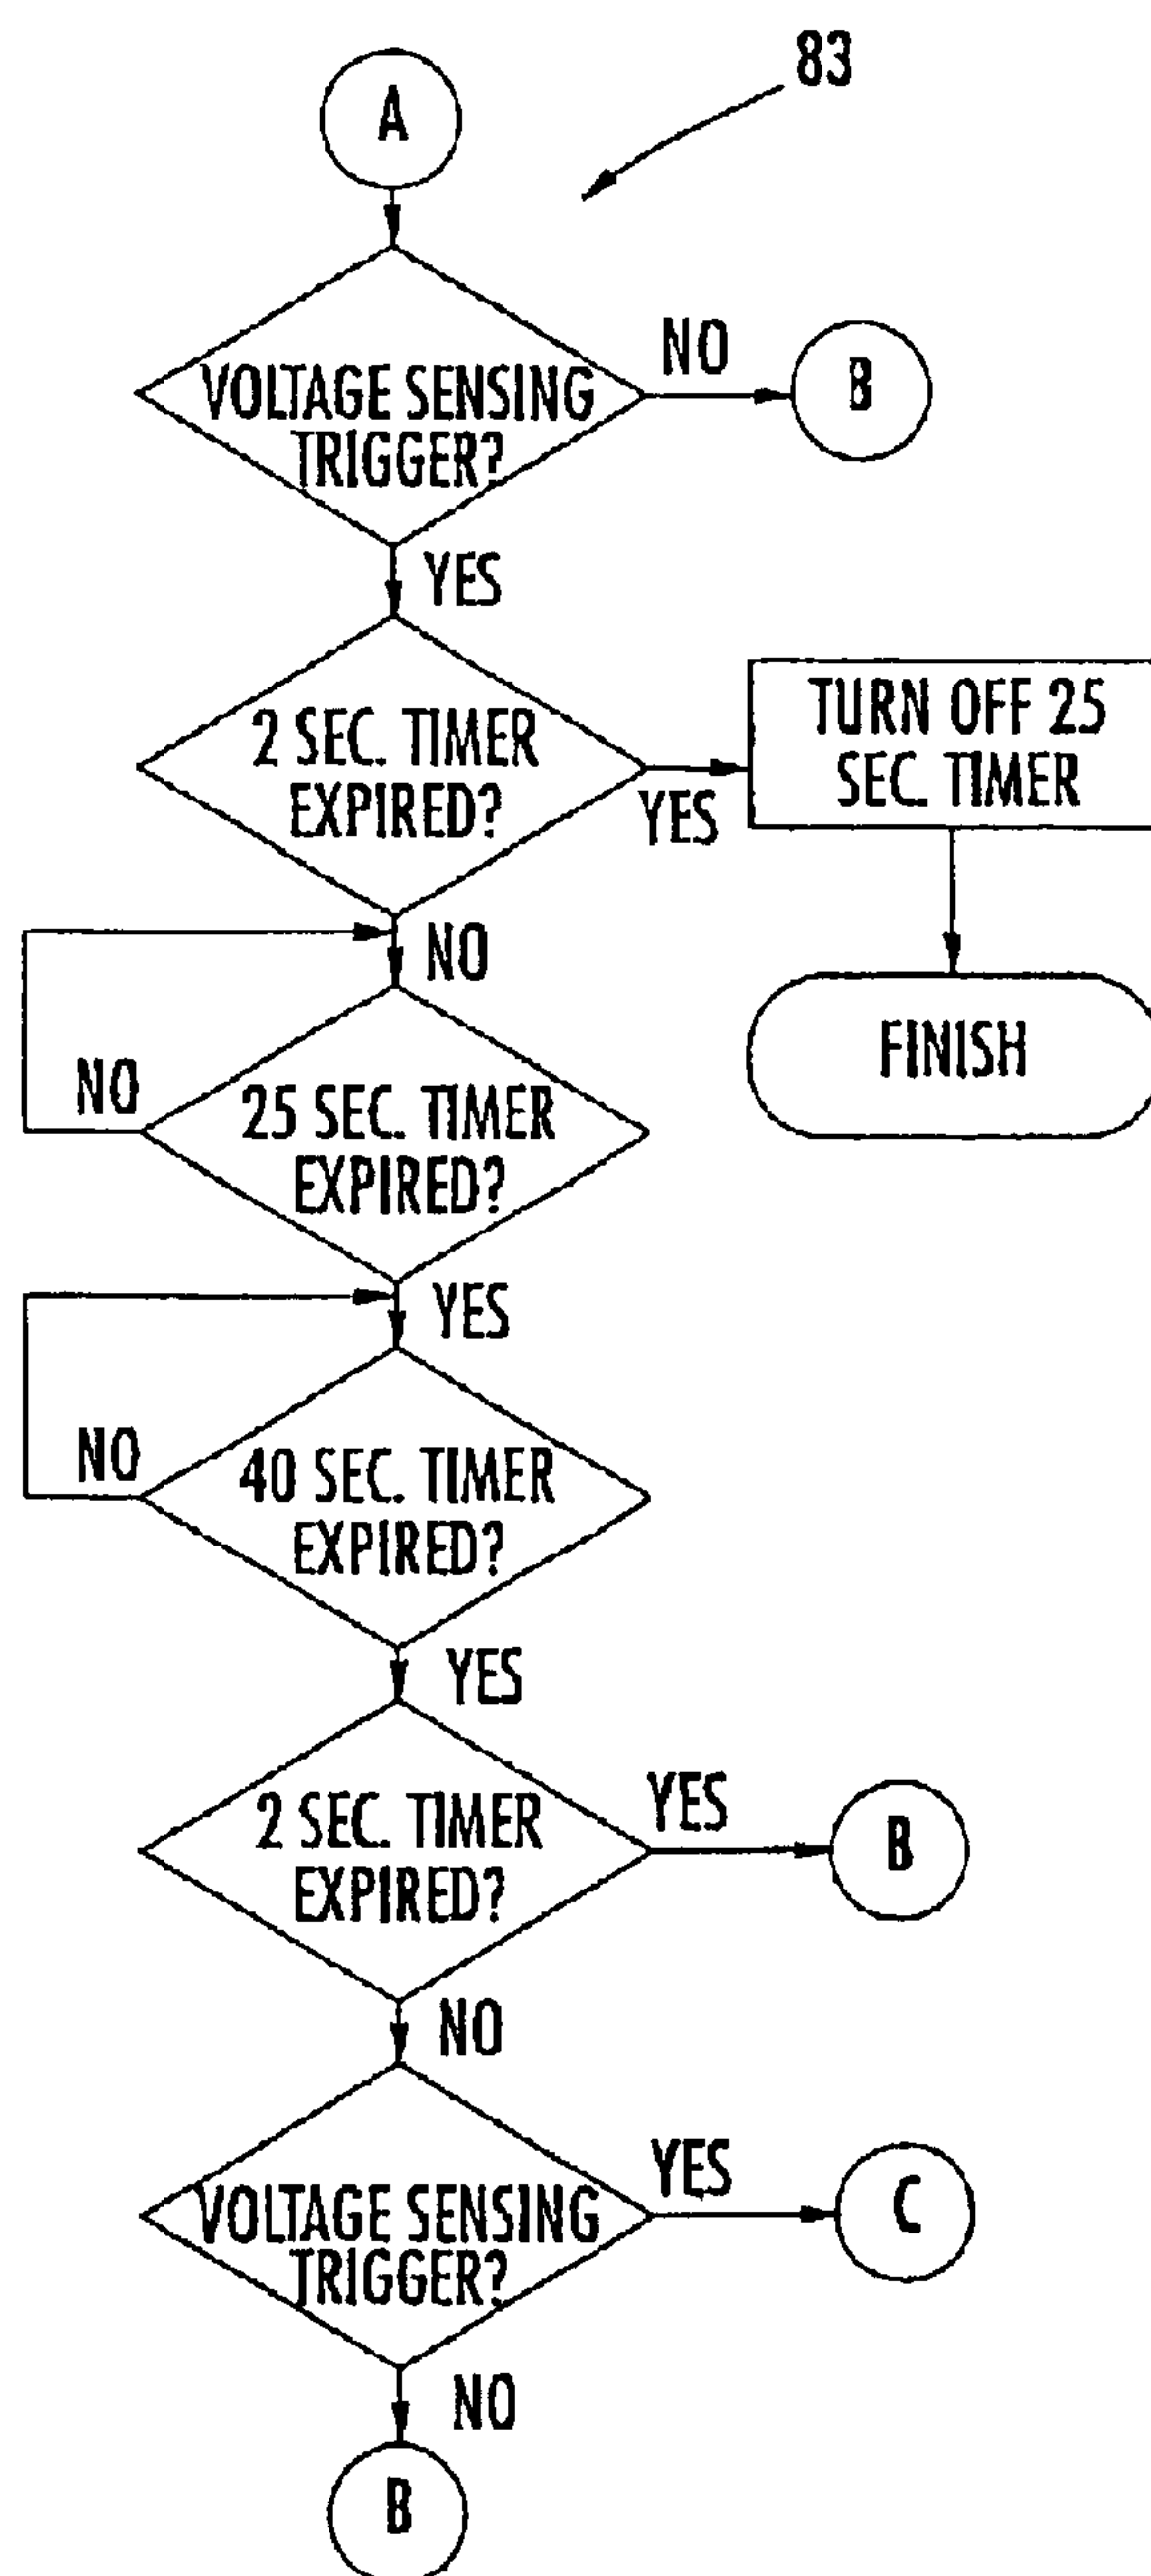 83
A
VOLTAGE SENSING
TRIGGER?
NO
B
YES
2 SEC. TIMER
EXPIRED?
YES
TURN OFF 25
SEC. TIMER
NO
FINISH
25 SEC. TIMER
EXPIRED?
NO
YES
40 SEC. TIMER
EXPIRED?
NO
YES
2 SEC. TIMER
EXPIRED?
YES
B
NO
VOLTAGE SENSING
TRIGGER?
YES
C
NO
B